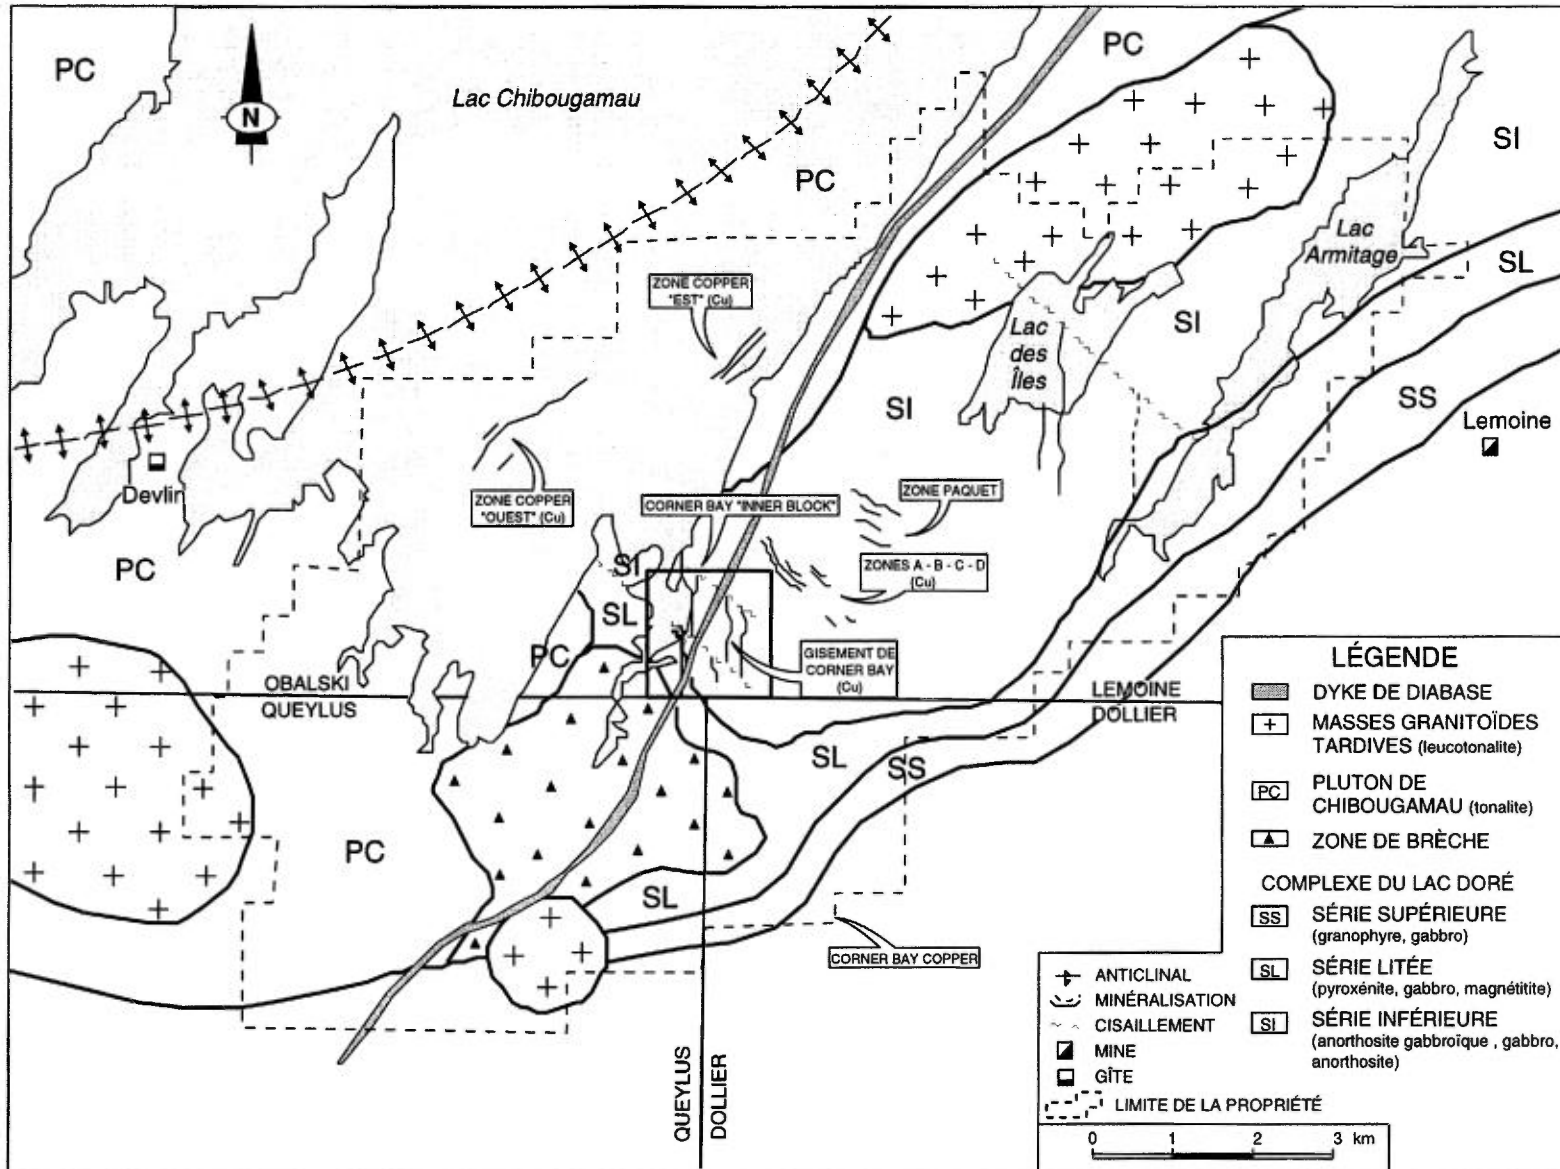 PC
N
Lac Chibougamau
PC
PC
SI
Lac
Armitage
SL
ZONE COPPER
"EST" (Cu)
Lac
des
Îles
SI
SI
SS
Lemoine
Devlin
ZONE COPPER
"OUEST" (Cu)
CORNER BAY "INNER BLOCK"
ZONE PAQUET
PC
SI
ZONES A - B - C - D
(Cu)
SL
PC
GISEMENT DE
CORNER BAY
(Cu)
OBALSKI
QUEYLUS
LEMOINE
DOLLIER
SL
SS
PC
SL
CORNER BAY COPPER
QUEYLUS
DOLLIER
LÉGENDE
DYKE DE DIABASE
MASSES GRANITOÏDES
TARDIVES (leucotonalite)
PC PLUTON DE
CHIBOUGAMAU (tonalite)
ZONE DE BRÈCHE
COMPLEXE DU LAC DORÉ
SS SÉRIE SUPÉRIEURE
(granophyre, gabbro)
SL SÉRIE LITÉE
(pyroxénite, gabbro, magnétitite)
SI SÉRIE INFÉRIEURE
(anorthosite gabbroïque , gabbro,
anorthosite)
ANTICLINAL
MINÉRALISATION
CISAILLEMENT
MINE
GÎTE
LIMITE DE LA PROPRIÉTÉ
0 1 2 3 km